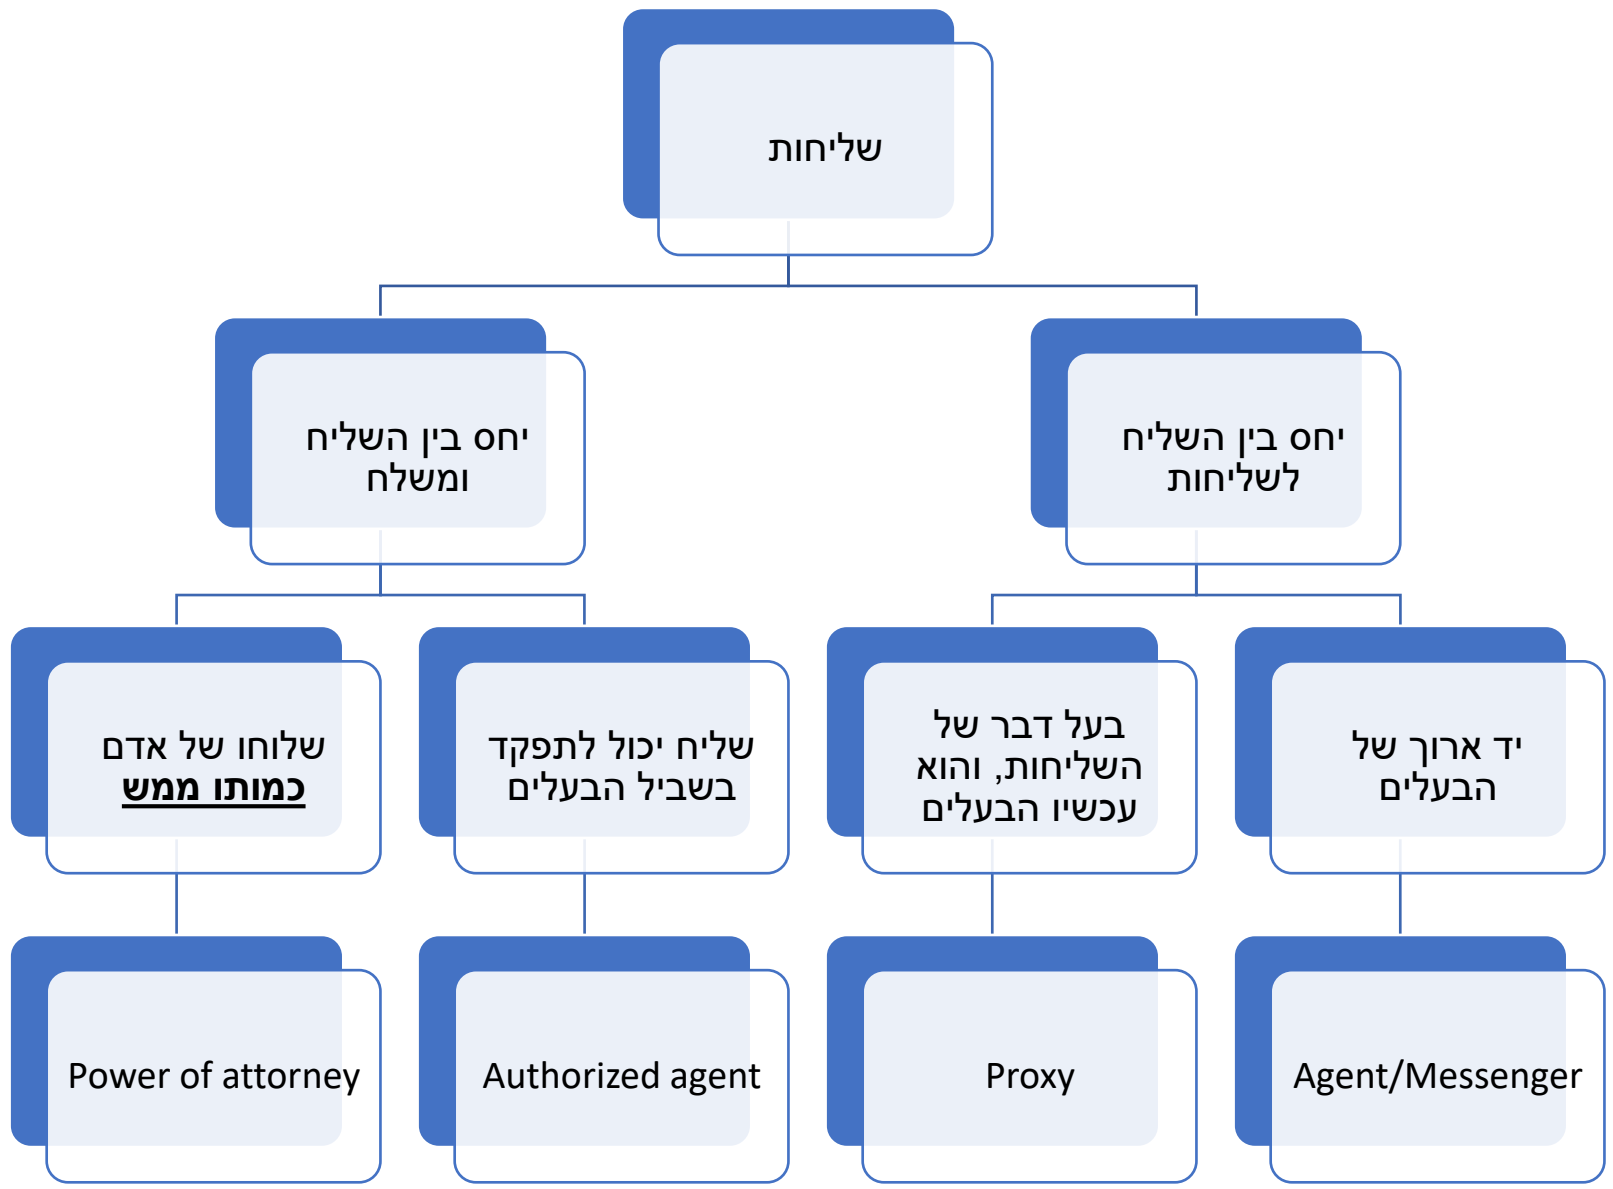 שליחות
יחס בין השליח
לשליחות
יחס בין השליח
ומשלח
יד ארוך של
הבעלים
בעל דבר של
השליחות, והוא
עכשיו הבעלים
שליח יכול לתפקד
בשביל הבעלים
שלוחו של אדם
כמותו ממש
Agent/Messenger
Proxy
Authorized agent
Power of attorney